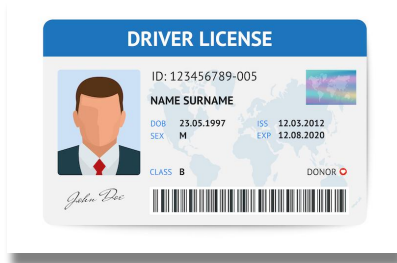 DRIVER LICENSE
ID: 123456789-005
NAME SURNAME
DOB 23.05.1997 ISS 12.03.2012
SEX M EXP 12.08.2020
CLASS B DONOR
John Doe